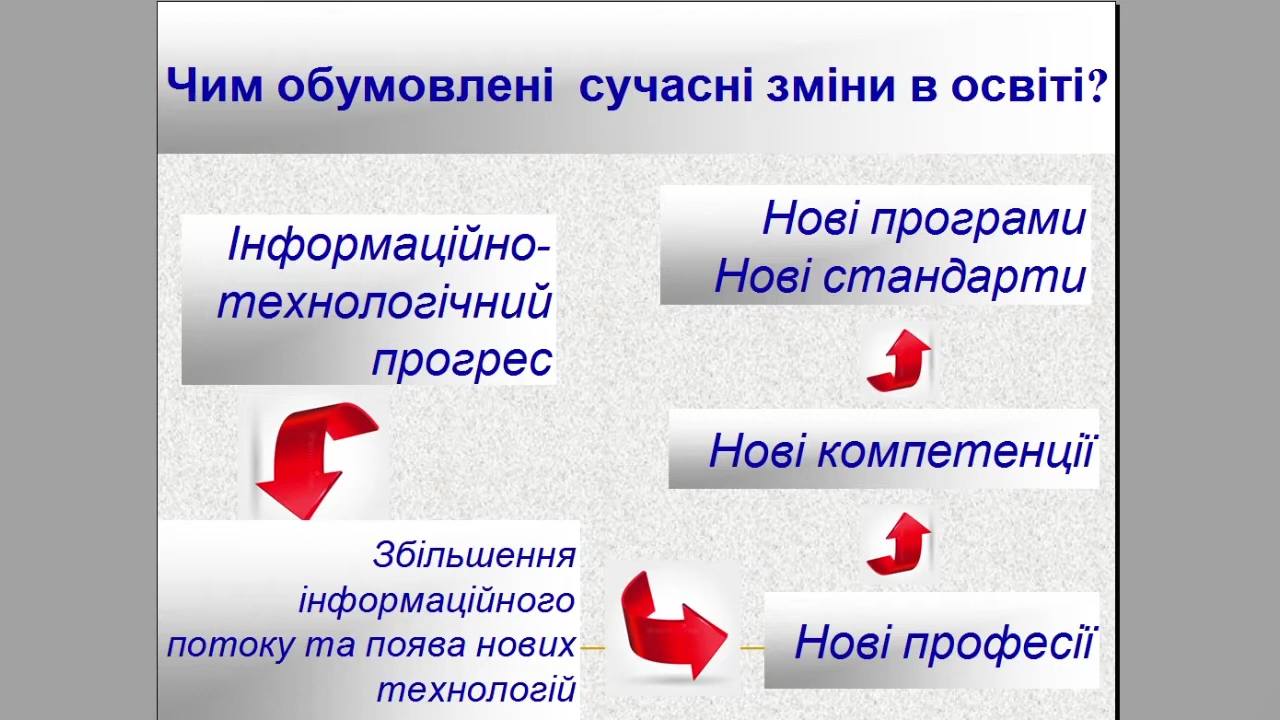 Чим обумовлені сучасні зміни в освіті?
Інформаційно-
технологічний
прогрес
Збільшення
інформаційного
потоку та поява нових
технологій
Нові професії
Нові компетенції
Нові програми
Нові стандарти